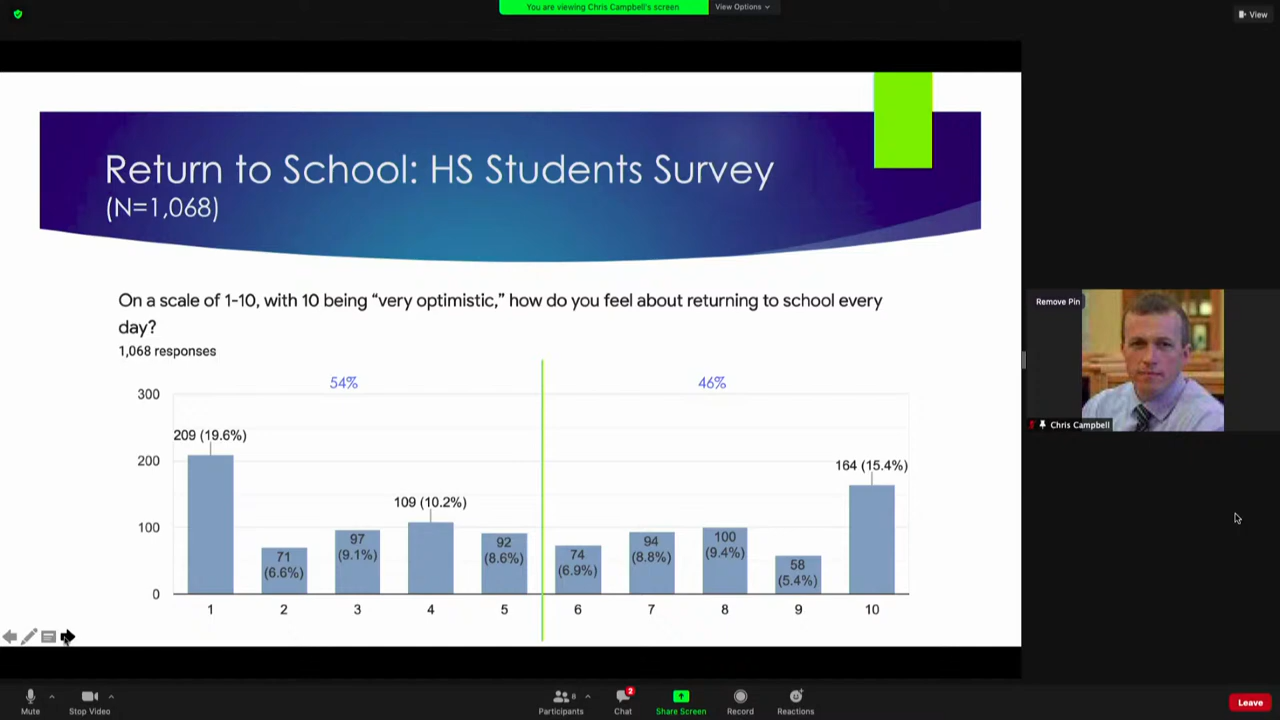 You are viewing Chris Campbell's screen
View Options
View
Return to School: HS Students Survey
(N=1,068)
On a scale of 1-10, with 10 being “very optimistic,” how do you feel about returning to school every
day?
1,068 responses
54%
46%
300
200
100
0
209 (19.6%)
71
(6.6%)
97
(9.1%)
109 (10.2%)
92
(8.6%)
74
(6.9%)
94
(8.8%)
100
(9.4%)
58
(5.4%)
164 (15.4%)
1 2 3 4 5 6 7 8 9 10
Remove Pin
Chris Campbell
Mute
Stop Video
8
Participants
2
Chat
Share Screen
Record
Reactions
Leave